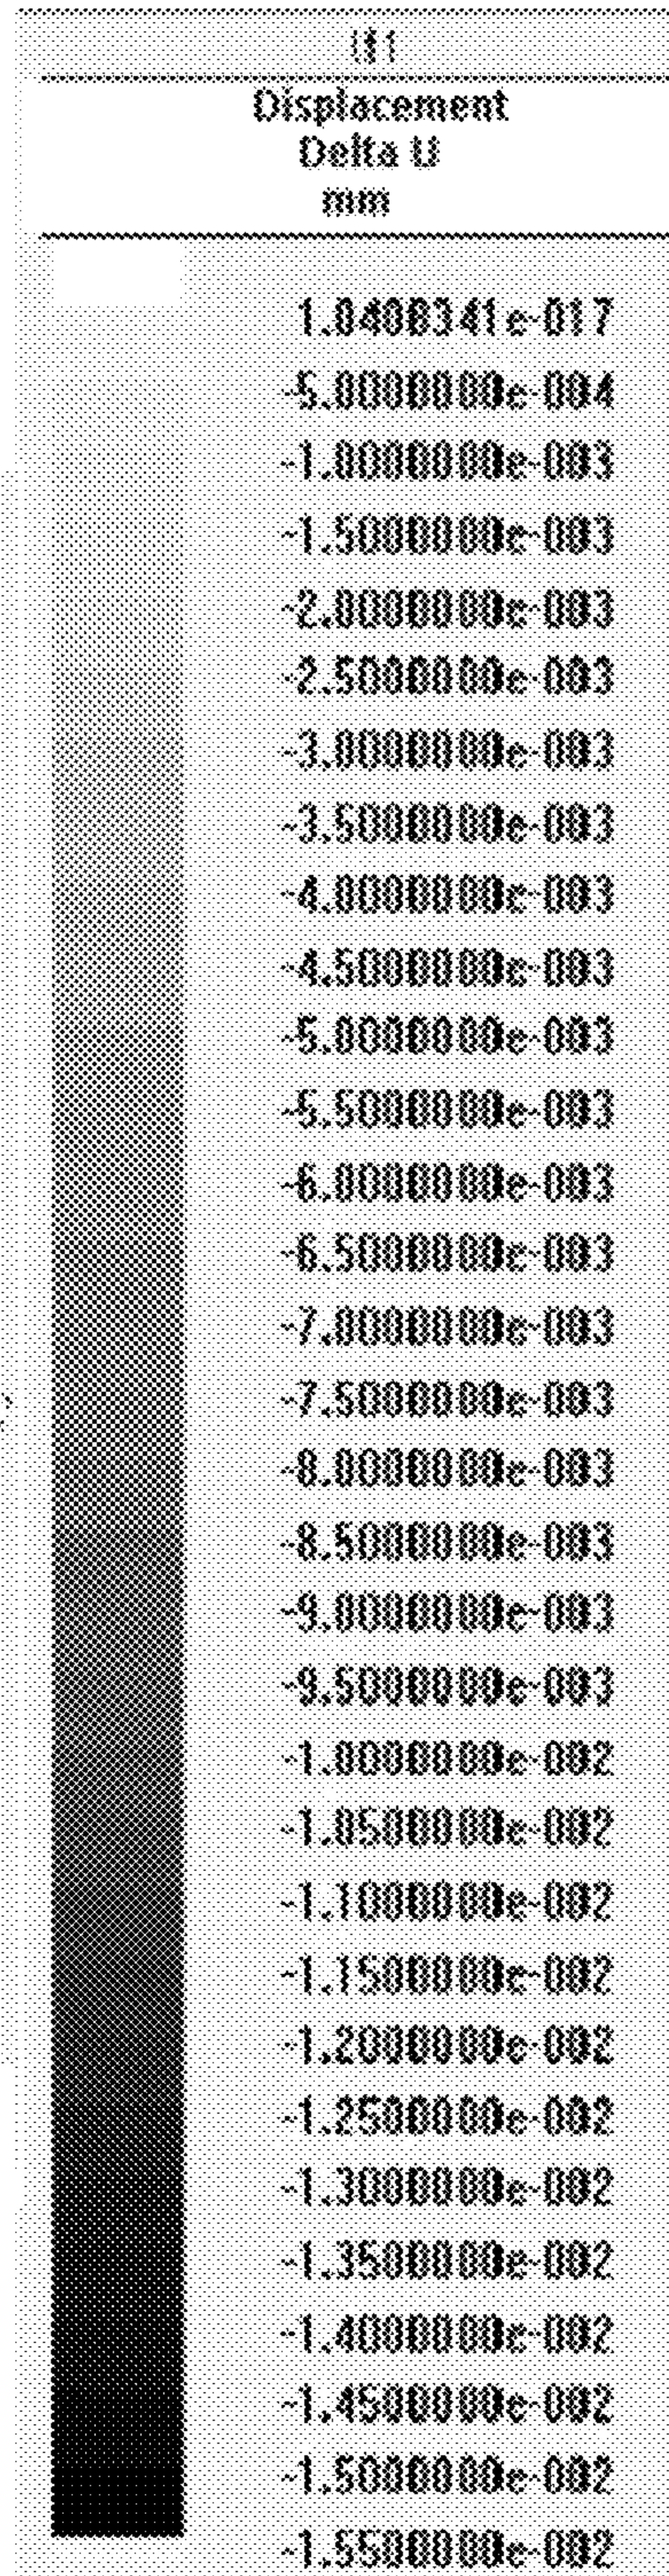 Displacement
Delta U
mm
1.0408341e-017
-5.0000000e-004
-1.0000000e-003
-1.5000000e-003
-2.0000000e-003
-2.5000000e-003
-3.0000000e-003
-3.5000000e-003
-4.0000000e-003
-4.5000000e-003
-5.0000000e-003
-5.5000000e-003
-6.0000000e-003
-6.5000000e-003
-7.0000000e-003
-7.5000000e-003
-8.0000000e-003
-8.5000000e-003
-9.0000000e-003
-9.5000000e-003
-1.0000000e-002
-1.0500000e-002
-1.1000000e-002
-1.1500000e-002
-1.2000000e-002
-1.2500000e-002
-1.3000000e-002
-1.3500000e-002
-1.4000000e-002
-1.4500000e-002
-1.5000000e-002
-1.5500000e-002